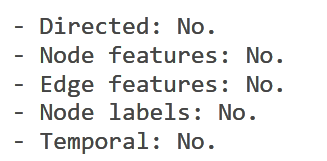 - Directed: No.
- Node features: No.
- Edge features: No.
- Node labels: No.
- Temporal: No.